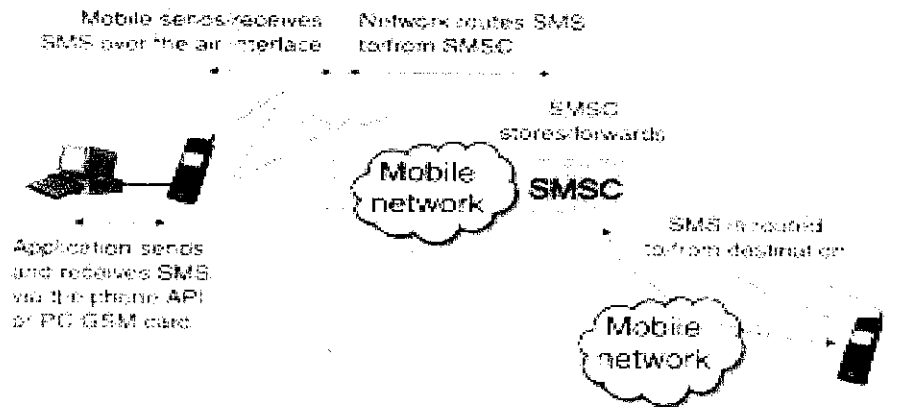 Mobile sends/receives
SMS over the air interface
Network routes SMS
to/from SMSC
SMSC
stores/forwards
Mobile
network
SMSC
Application sends
and receives SMS
via the phone API
or PC GSM card
SMS is routed
to/from destination
Mobile
network